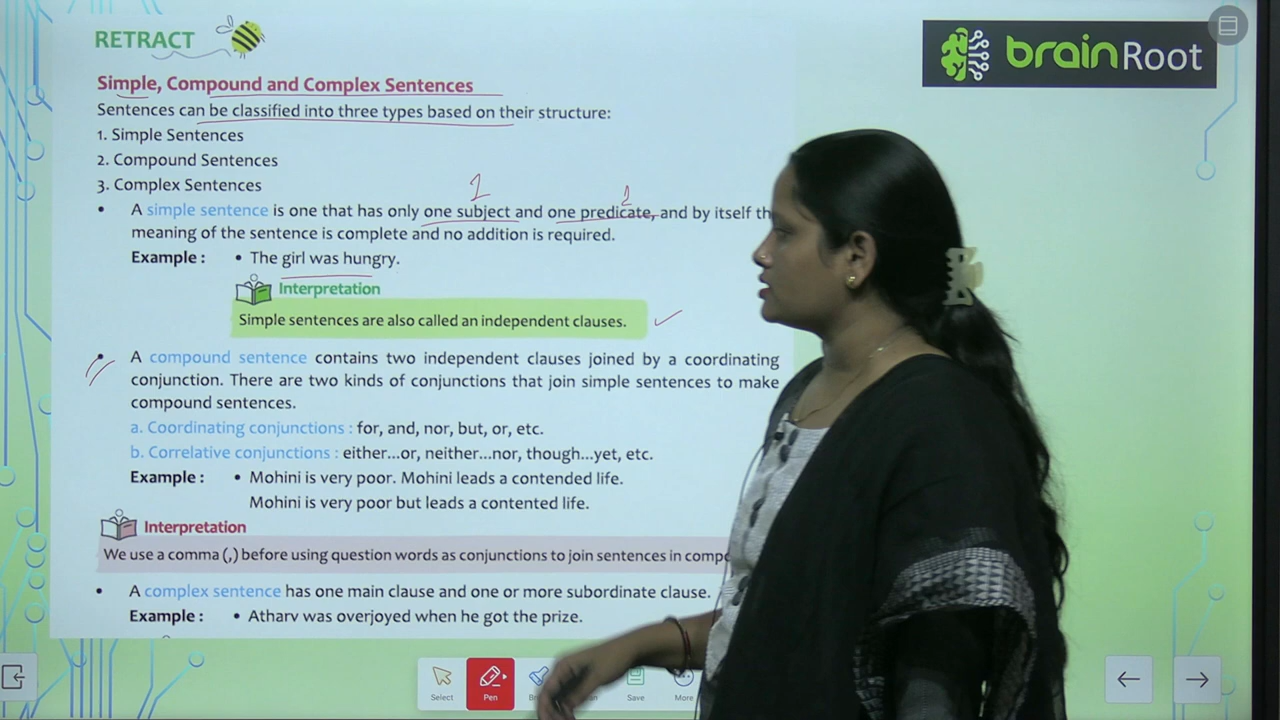 RETRACT
brainRoot
Simple, Compound and Complex Sentences
Sentences can be classified into three types based on their structure:
1. Simple Sentences
2. Compound Sentences
3. Complex Sentences
1 1
• A simple sentence is one that has only one subject and one predicate, and by itself th
meaning of the sentence is complete and no addition is required.
Example : • The girl was hungry.
Interpretation
Simple sentences are also called an independent clauses.
• A compound sentence contains two independent clauses joined by a coordinating
conjunction. There are two kinds of conjunctions that join simple sentences to make
compound sentences.
a. Coordinating conjunctions : for, and, nor, but, or, etc.
b. Correlative conjunctions : either...or, neither...nor, though...yet, etc.
Example : • Mohini is very poor. Mohini leads a contended life.
Mohini is very poor but leads a contented life.
Interpretation
We use a comma (,) before using question words as conjunctions to join sentences in comp
• A complex sentence has one main clause and one or more subordinate clause.
Example : • Atharv was overjoyed when he got the prize.
Select Pen Save More